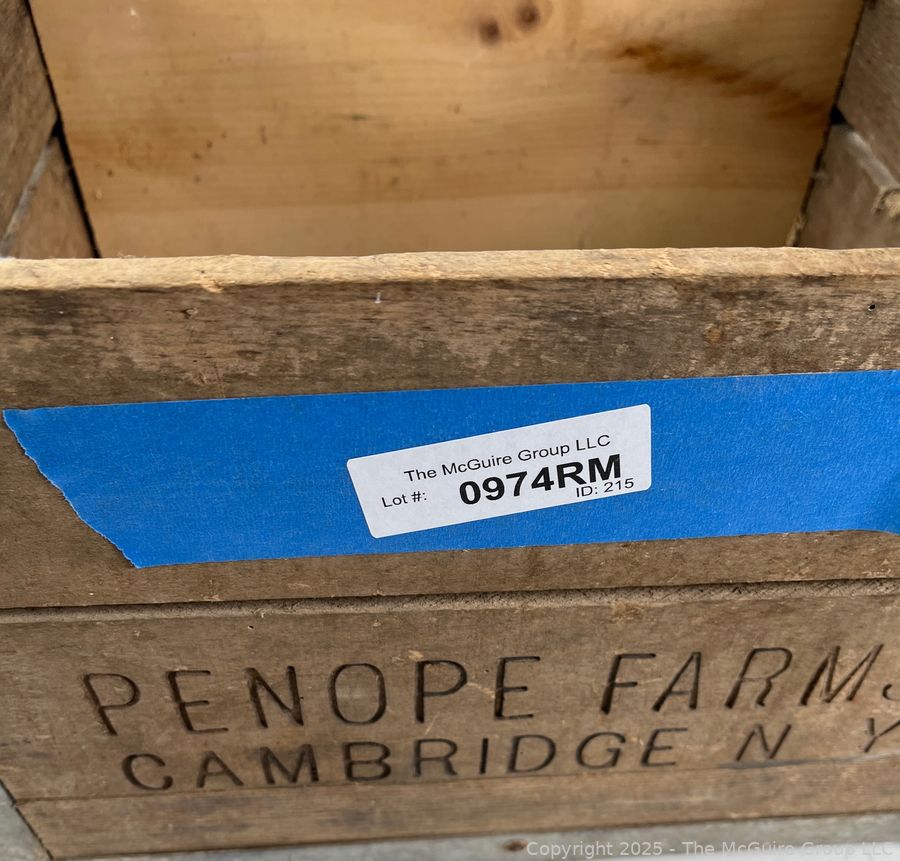 The McGuire Group LLC
Lot #: 0974RM
ID: 215
PENOPE FARMS
CAMBRIDGE N Y
Copyright 2025 - The McGuire Group LLC